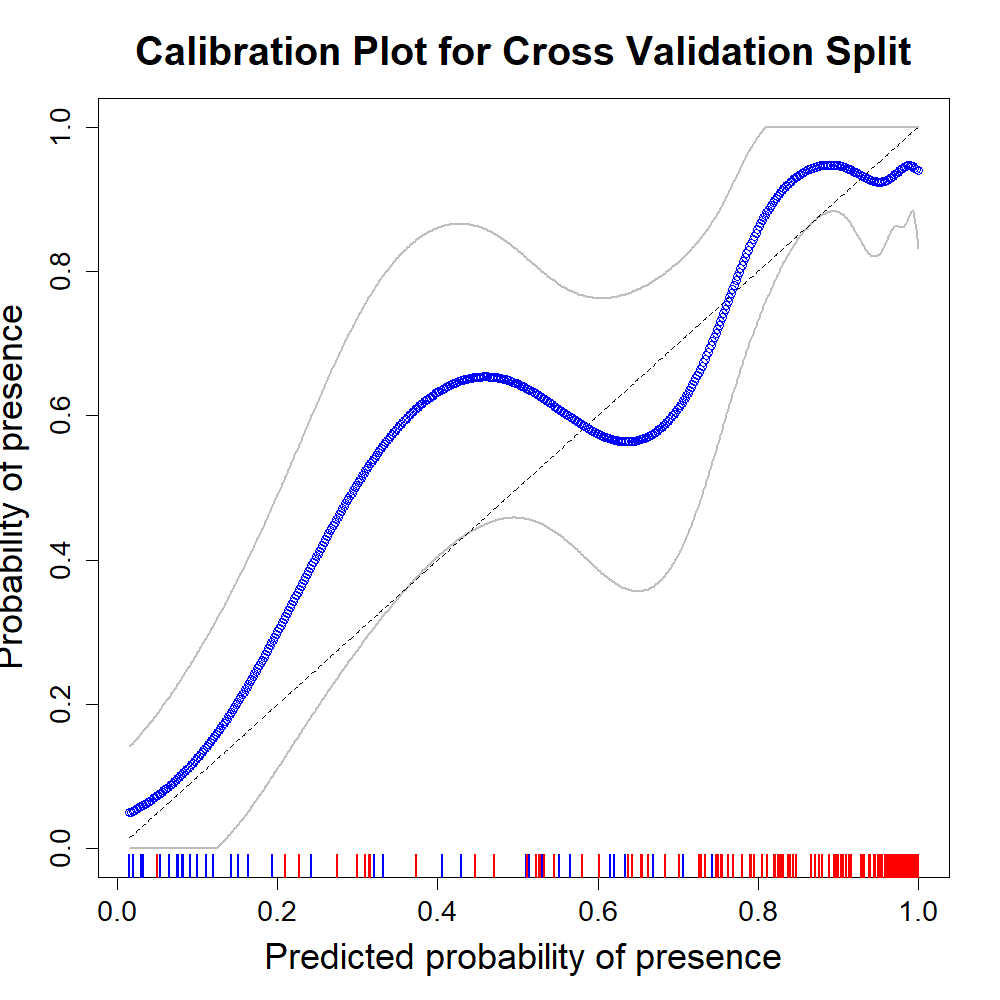 Calibration Plot for Cross Validation Split
Probability of presence
1.0
0.8
0.6
0.4
0.2
0.0
0.0 0.2 0.4 0.6 0.8 1.0
Predicted probability of presence